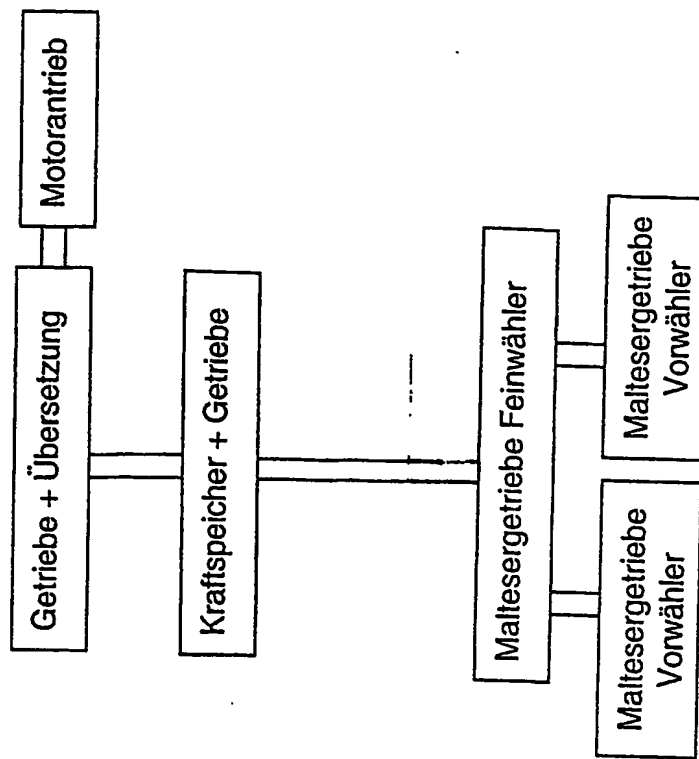 Motorantrieb
Getriebe + Übersetzung
Kraftspeicher + Getriebe
Maltesergetriebe Feinwähler
Maltesergetriebe
Vorwähler
Maltesergetriebe
Vorwähler